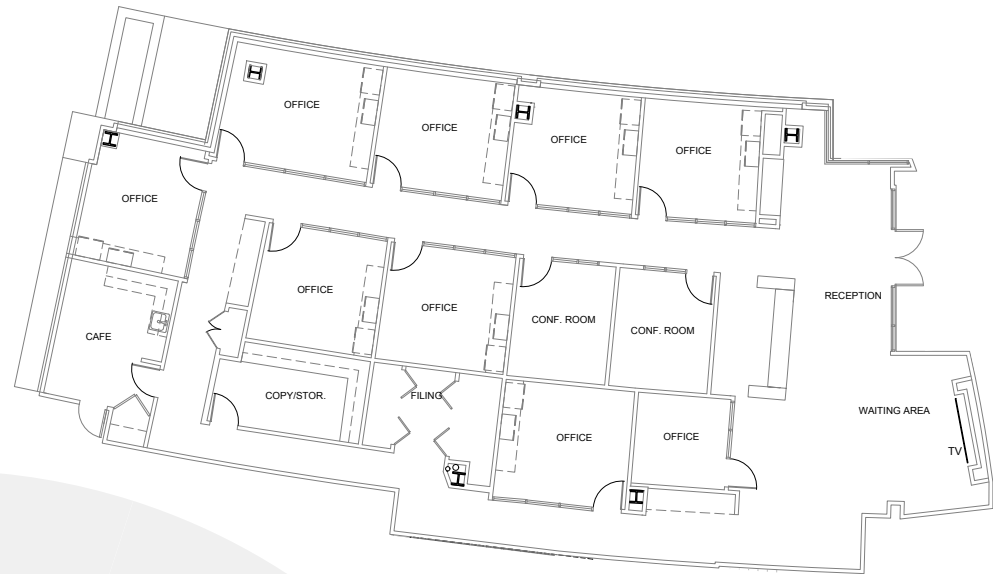 OFFICE
OFFICE
OFFICE
OFFICE
OFFICE
OFFICE
OFFICE
CONF. ROOM
CONF. ROOM
RECEPTION
CAFE
COPY/STOR.
FILING
OFFICE
OFFICE
WAITING AREA
TV